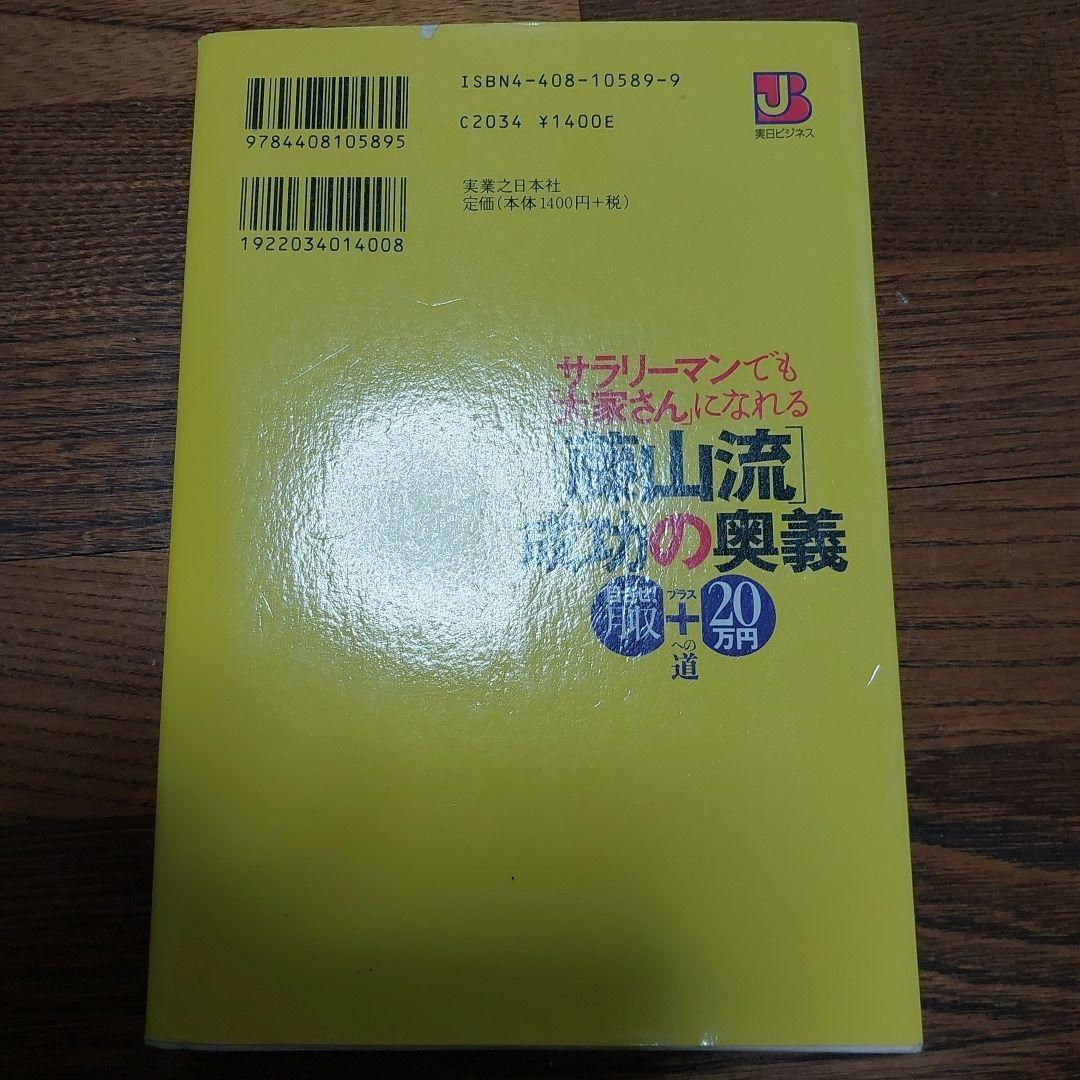 ISBN4-408-10589-9
C2034 ¥1400E
9784408105895
JB
実日ビジネス
実業之日本社
定価(本体1400円+税)
1922034014008
サラリーマンでも
「大家さん」になれる
[藤山流]
成功の奥義
月収
プラス
+
20
万円
への
道